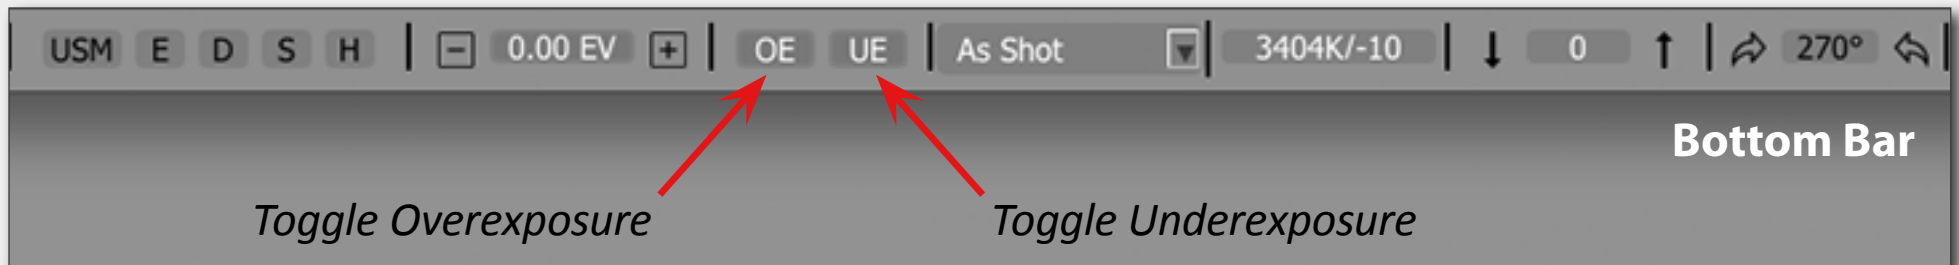 USM E D S H 0.00 EV OE UE As Shot 3404K/-10 0 270°
Bottom Bar
Toggle Overexposure Toggle Underexposure